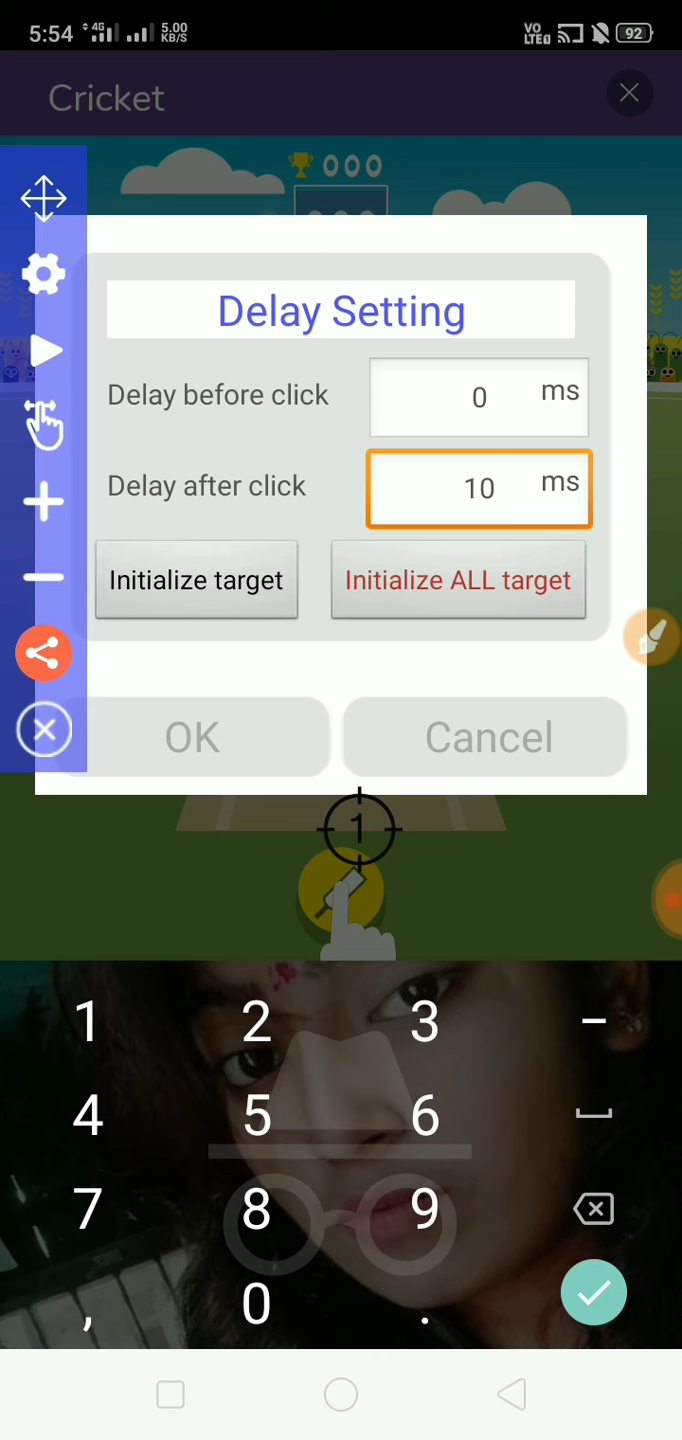 5:54 4G 5.00 KB/S VO LTE 92
Cricket
000
Delay Setting
Delay before click 0 ms
Delay after click 10 ms
Initialize target Initialize ALL target
OK Cancel
1
1 2 3 -
4 5 6
7 8 9
, 0 .